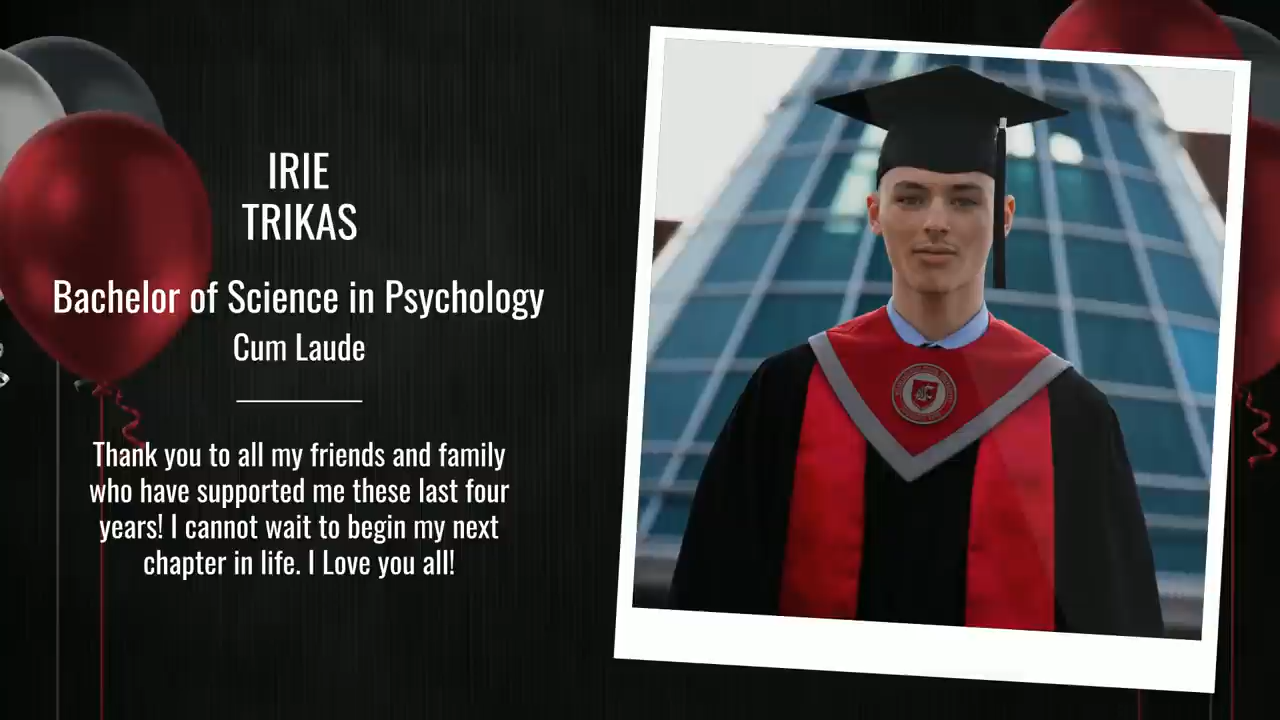 IRIE
TRIKAS
Bachelor of Science in Psychology
Cum Laude
Thank you to all my friends and family
who have supported me these last four
years! I cannot wait to begin my next
chapter in life. I Love you all!